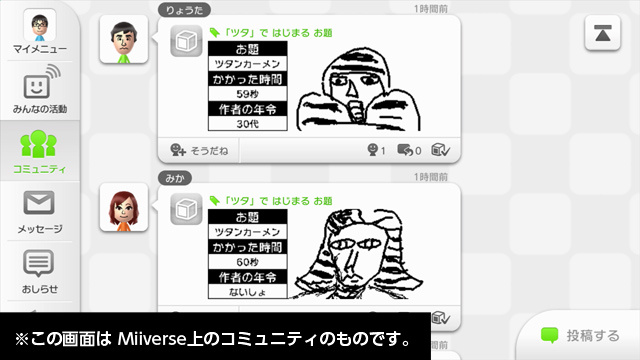 マイメニュー
みんなの活動
コミュニティ
メッセージ
おしらせ
りょうた
1時間前
「ツタ」で はじまる お題
お題
ツタンカーメン
かかった時間
59秒
作者の年令
30代
そうだね
1
0
みか
1時間前
「ツタ」で はじまる お題
お題
ツタンカーメン
かかった時間
60秒
作者の年令
ないしょ
投稿する
※この画面は Miiverse上のコミュニティのものです。